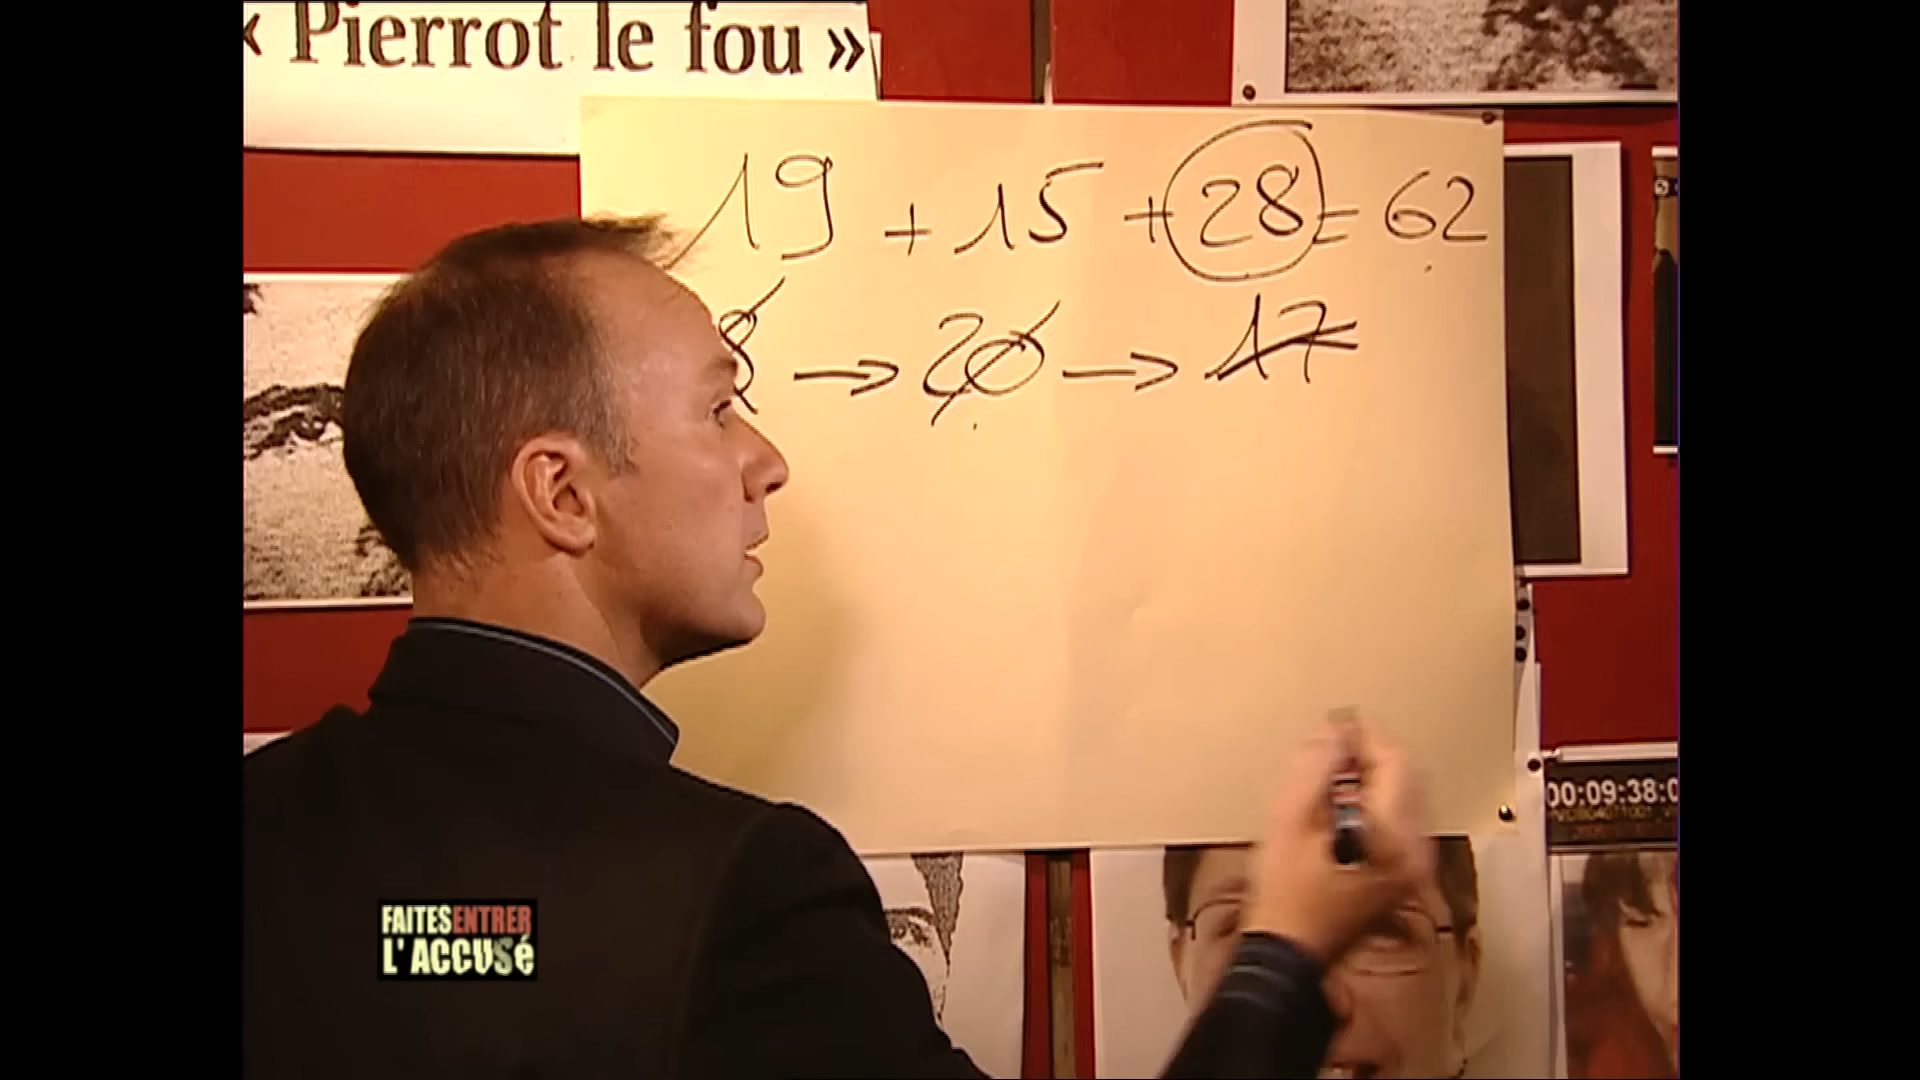 « Pierrot le fou »
19 + 15 + 28 = 62
8 → 20 → 17
00:09:38:0
FAITES ENTRER
L'ACCUSé